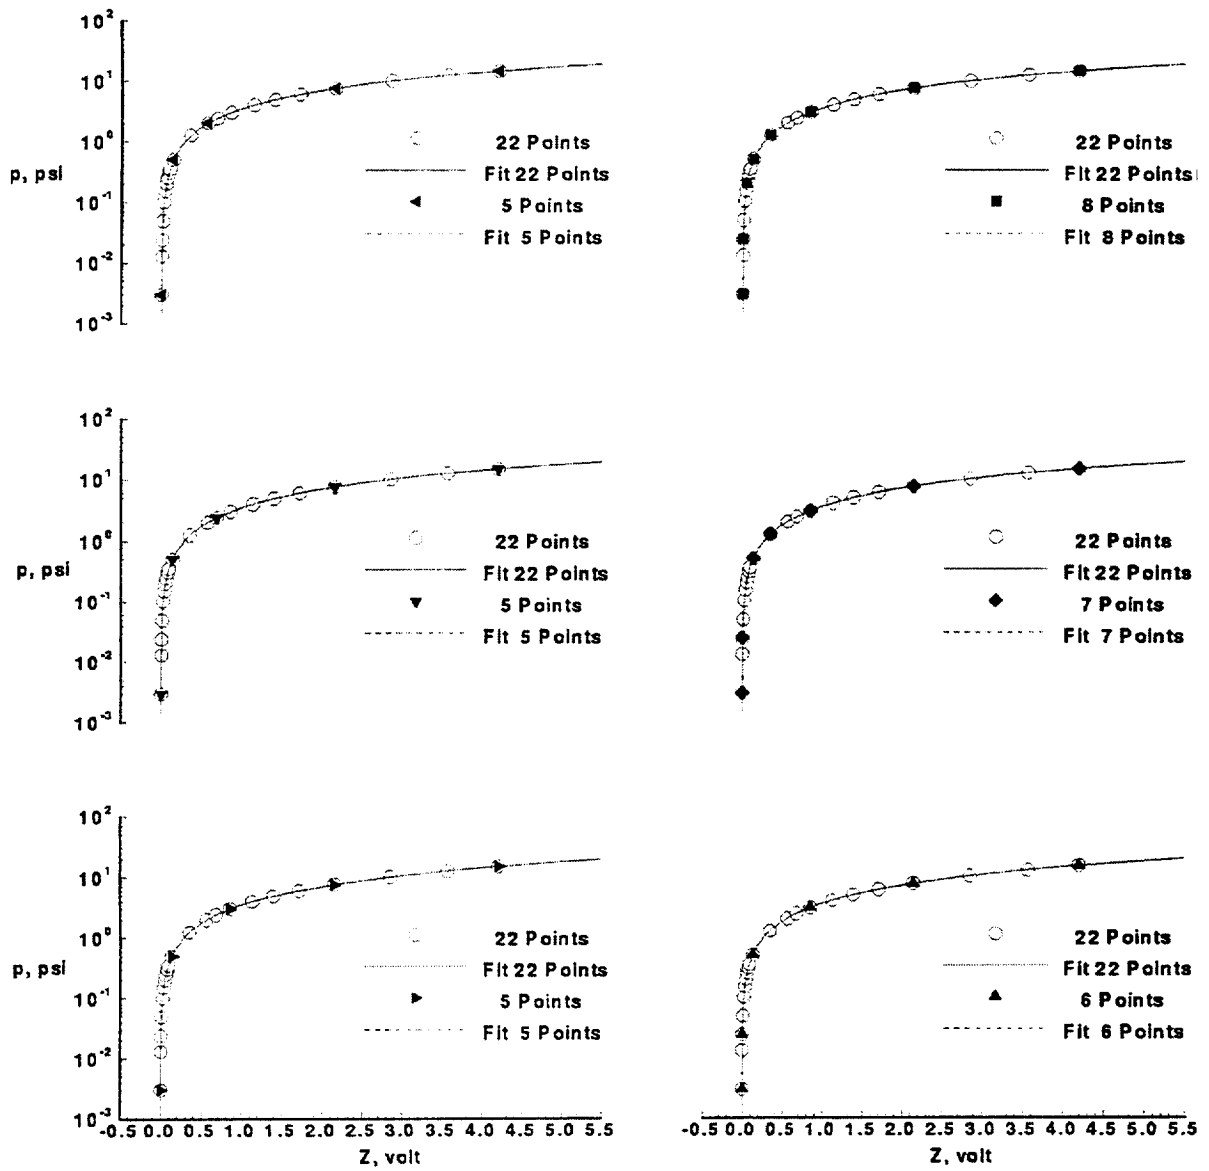 10²
10¹
10⁰
p, psi
10⁻¹
10⁻²
10⁻³
22 Points
Fit 22 Points
5 Points
Fit 5 Points
22 Points
Fit 22 Points
8 Points
Fit 8 Points
10²
10¹
10⁰
p, psi
10⁻¹
10⁻²
10⁻³
22 Points
Fit 22 Points
5 Points
Fit 5 Points
22 Points
Fit 22 Points
7 Points
Fit 7 Points
10²
10¹
10⁰
p, psi
10⁻¹
10⁻²
10⁻³
22 Points
Fit 22 Points
5 Points
Fit 5 Points
-0.5 0.0 0.5 1.0 1.5 2.0 2.5 3.0 3.5 4.0 4.5 5.0 5.5
Z, volt
22 Points
Fit 22 Points
6 Points
Fit 6 Points
-0.5 0.0 0.5 1.0 1.5 2.0 2.5 3.0 3.5 4.0 4.5 5.0 5.5
Z, volt